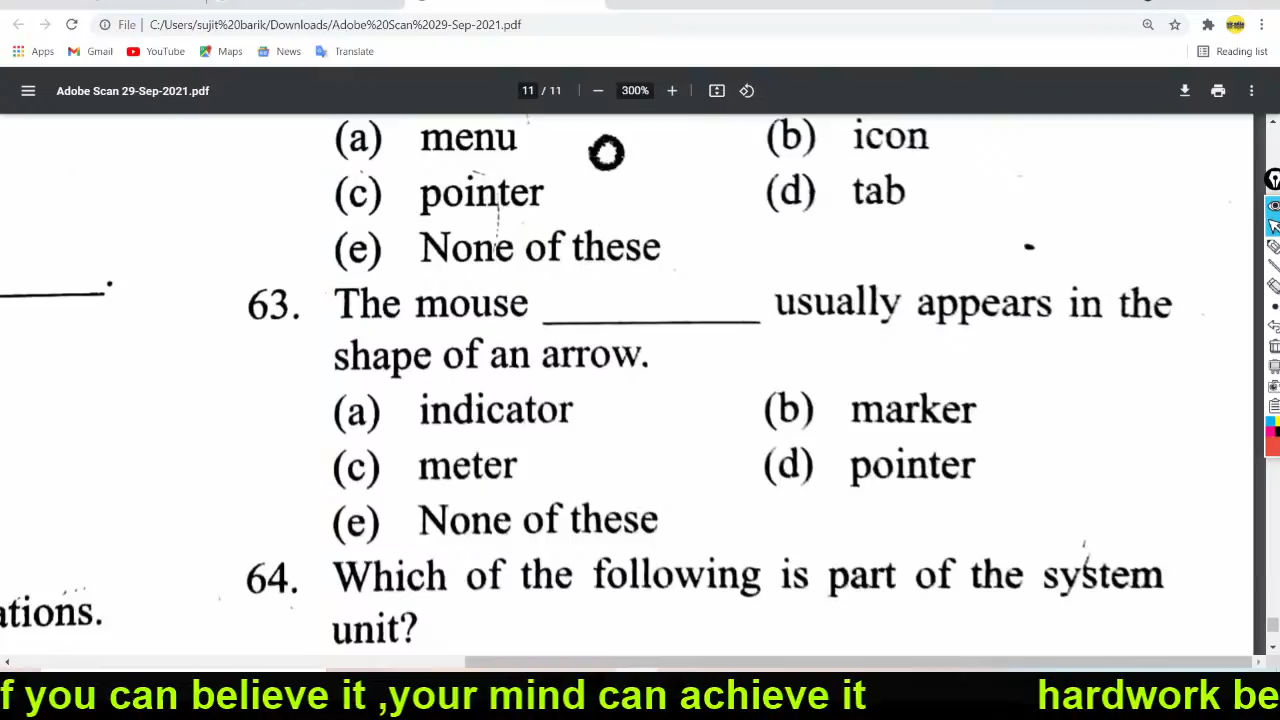 File | C:/Users/sujit%20barik/Downloads/Adobe%20Scan%2029-Sep-2021.pdf
Apps Gmail YouTube Maps News Translate Reading list
Adobe Scan 29-Sep-2021.pdf 11 / 11 300%
(a) menu (b) icon
(c) pointer (d) tab
(e) None of these
63. The mouse __________ usually appears in the
shape of an arrow.
(a) indicator (b) marker
(c) meter (d) pointer
(e) None of these
64. Which of the following is part of the system
ations. unit?
f you can believe it ,your mind can achieve it hardwork be